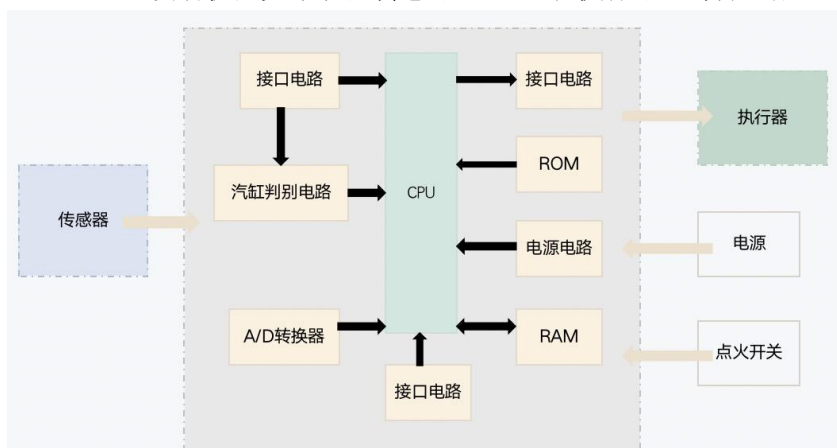 接口电路
接口电路
执行器
汽缸判别电路
CPU
ROM
传感器
电源电路
电源
A/D转换器
RAM
点火开关
接口电路